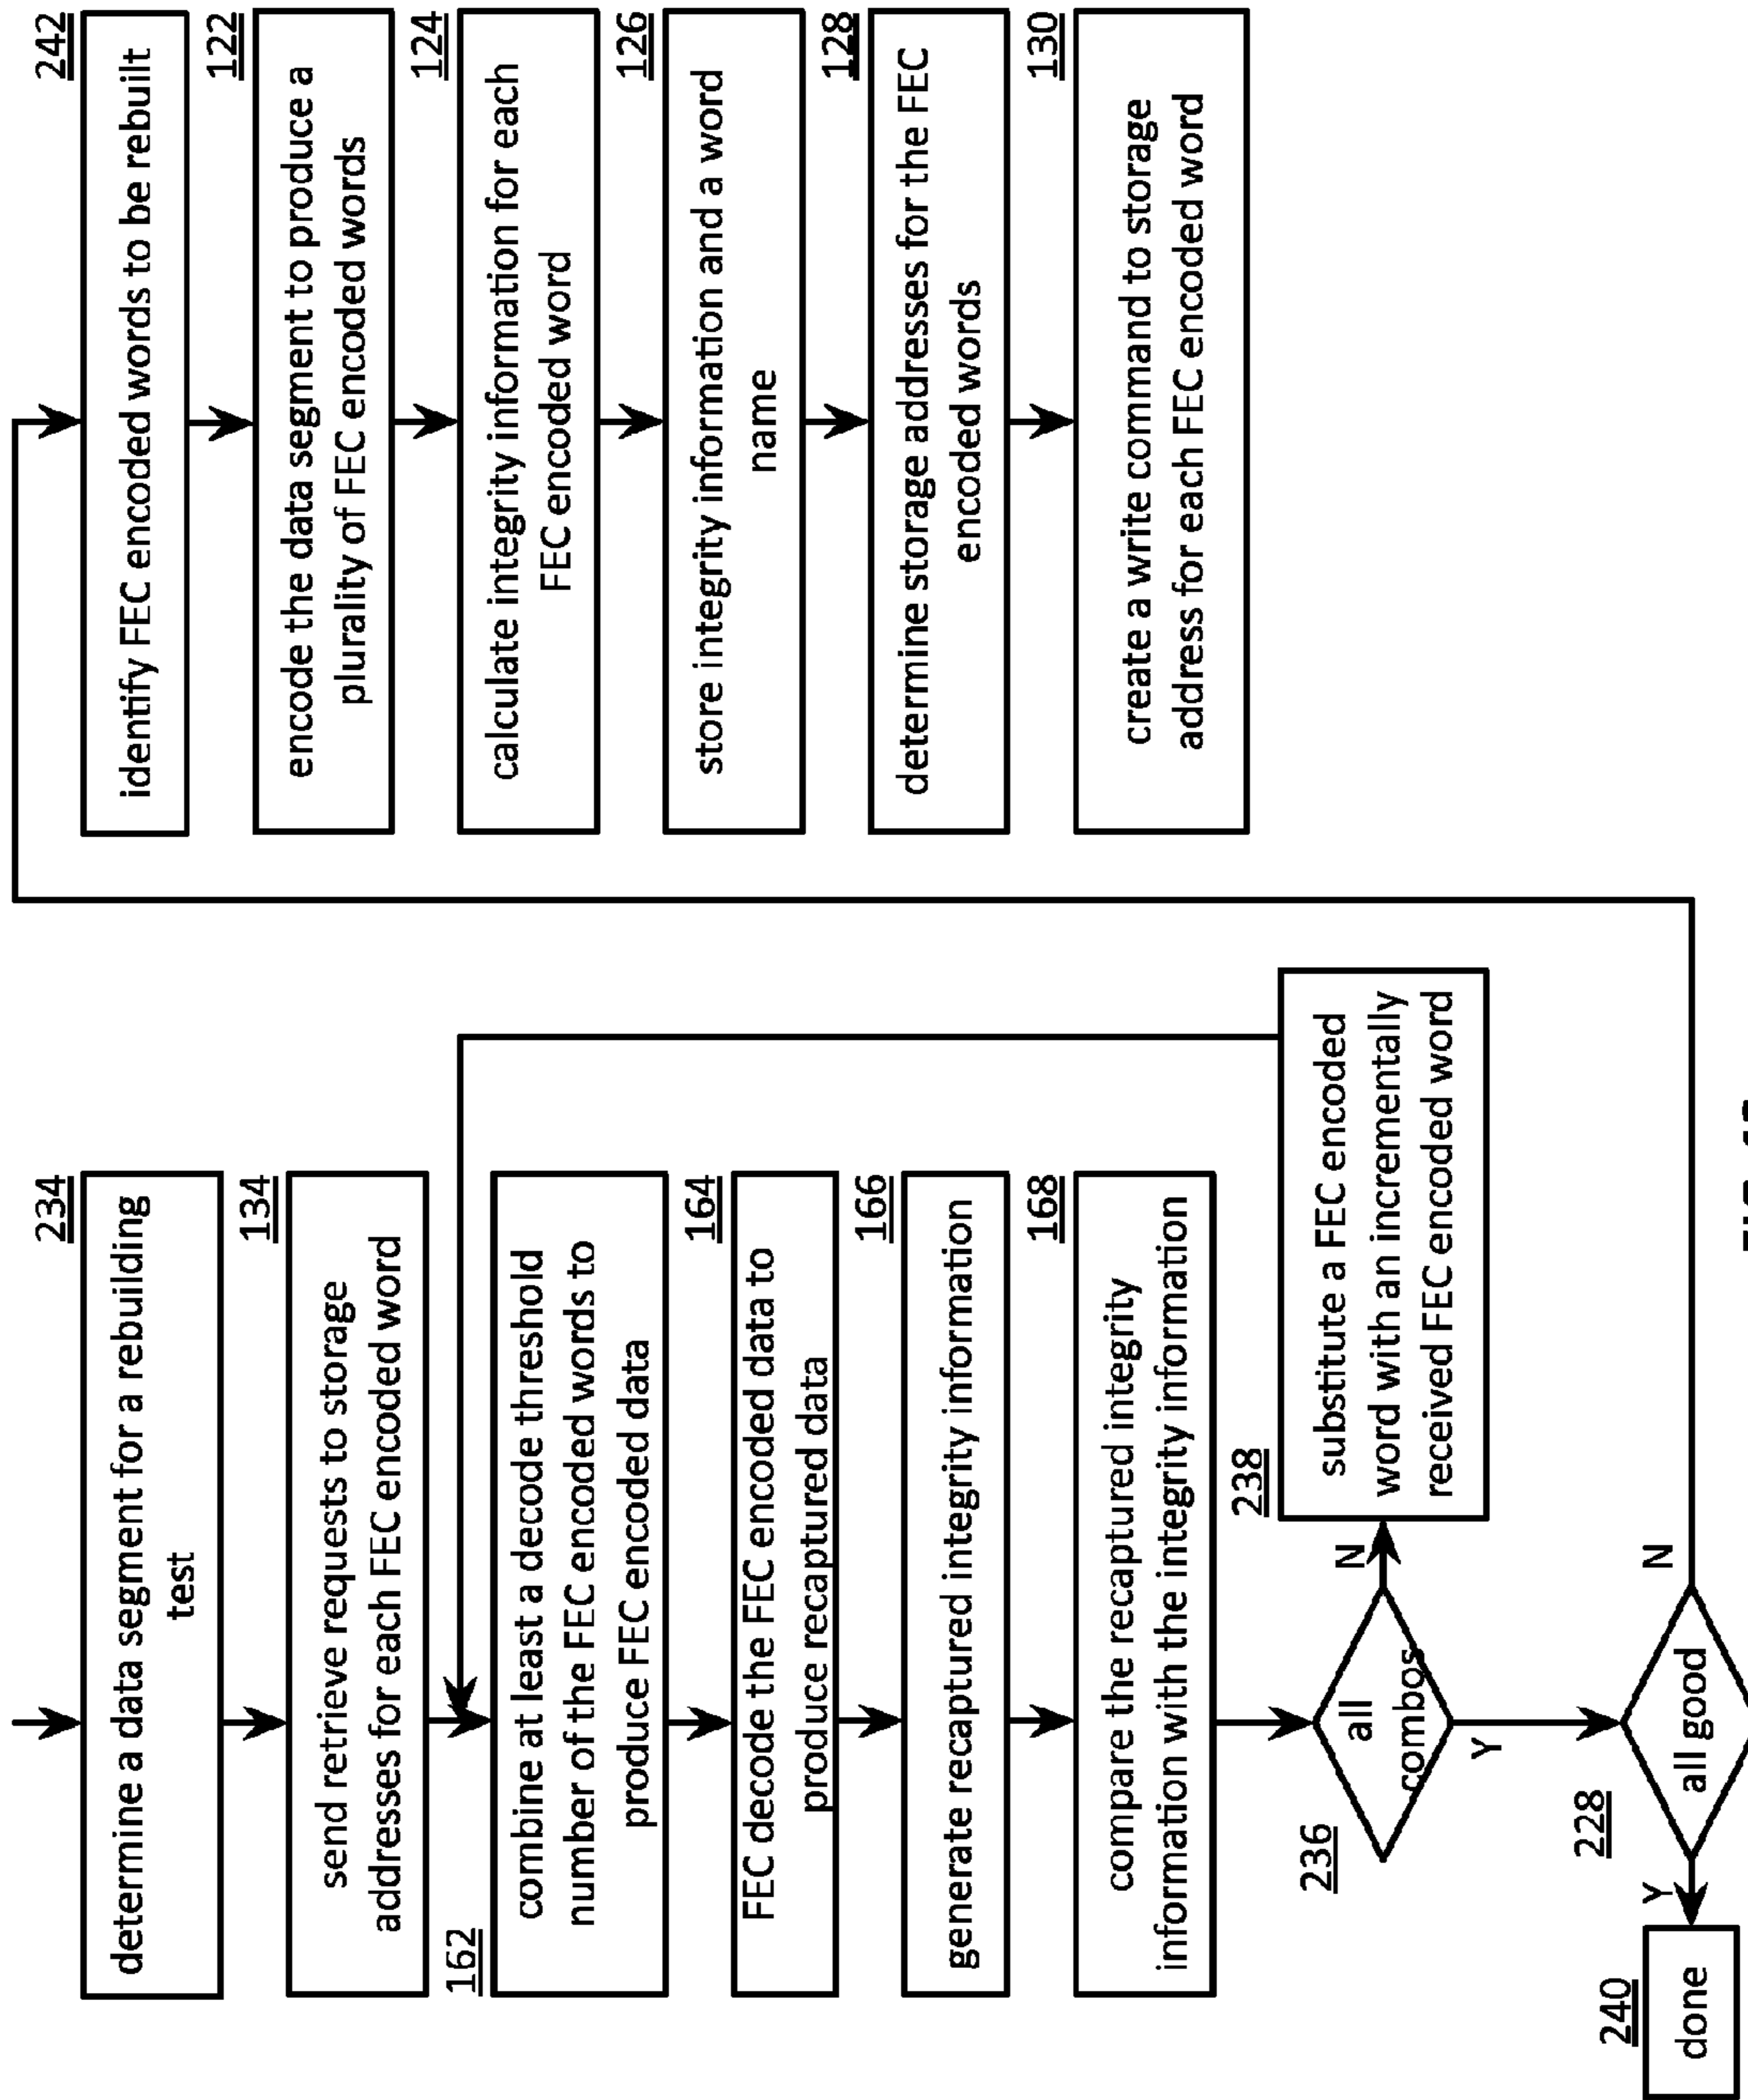 234
determine a data segment for a rebuilding
test
134
send retrieve requests to storage
addresses for each FEC encoded word
162
combine at least a decode threshold
number of the FEC encoded words to
produce FEC encoded data
164
FEC decode the FEC encoded data to
produce recaptured data
166
generate recaptured integrity information
168
compare the recaptured integrity
information with the integrity information
236
all
combos
N
Y
238
substitute a FEC encoded
word with an incrementally
received FEC encoded word
228
all good
Y
N
240
done
242
identify FEC encoded words to be rebuilt
122
encode the data segment to produce a
plurality of FEC encoded words
124
calculate integrity information for each
FEC encoded word
126
store integrity information and a word
name
128
determine storage addresses for the FEC
encoded words
130
create a write command to storage
address for each FEC encoded word